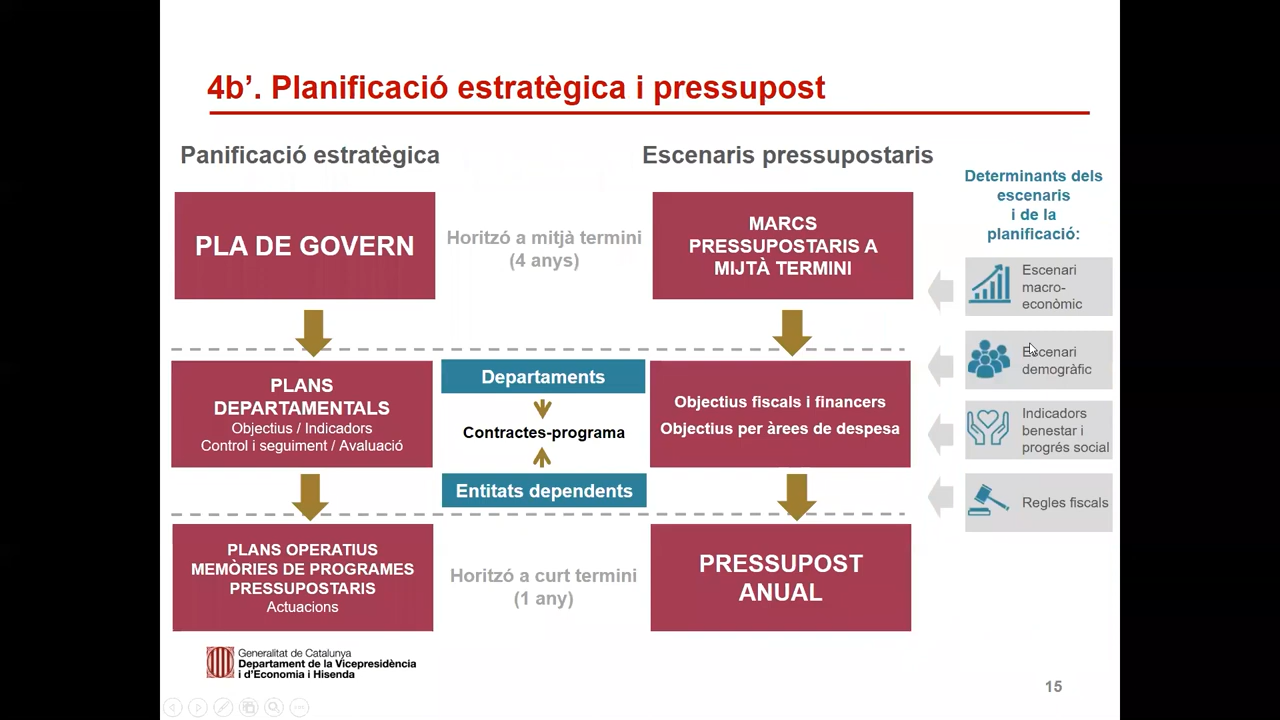 4b’. Planificació estratègica i pressupost
Panificació estratègica
Escenaris pressupostaris
PLA DE GOVERN
Horitzó a mitjà termini
(4 anys)
MARCS
PRESSUPOSTARIS A
MIJTÀ TERMINI
Determinants dels
escenaris
i de la
planificació:
Escenari
macro-
econòmic
Escenari
demogràfic
Indicadors
benestar i
progrés social
Regles fiscals
PLANS
DEPARTAMENTALS
Objectius / Indicadors
Control i seguiment / Avaluació
Departaments
Contractes-programa
Entitats dependents
Objectius fiscals i financers
Objectius per àrees de despesa
PLANS OPERATIUS
MEMÒRIES DE PROGRAMES
PRESSUPOSTARIS
Actuacions
Horitzó a curt termini
(1 any)
PRESSUPOST
ANUAL
Generalitat de Catalunya
Departament de la Vicepresidència
i d'Economia i Hisenda
15